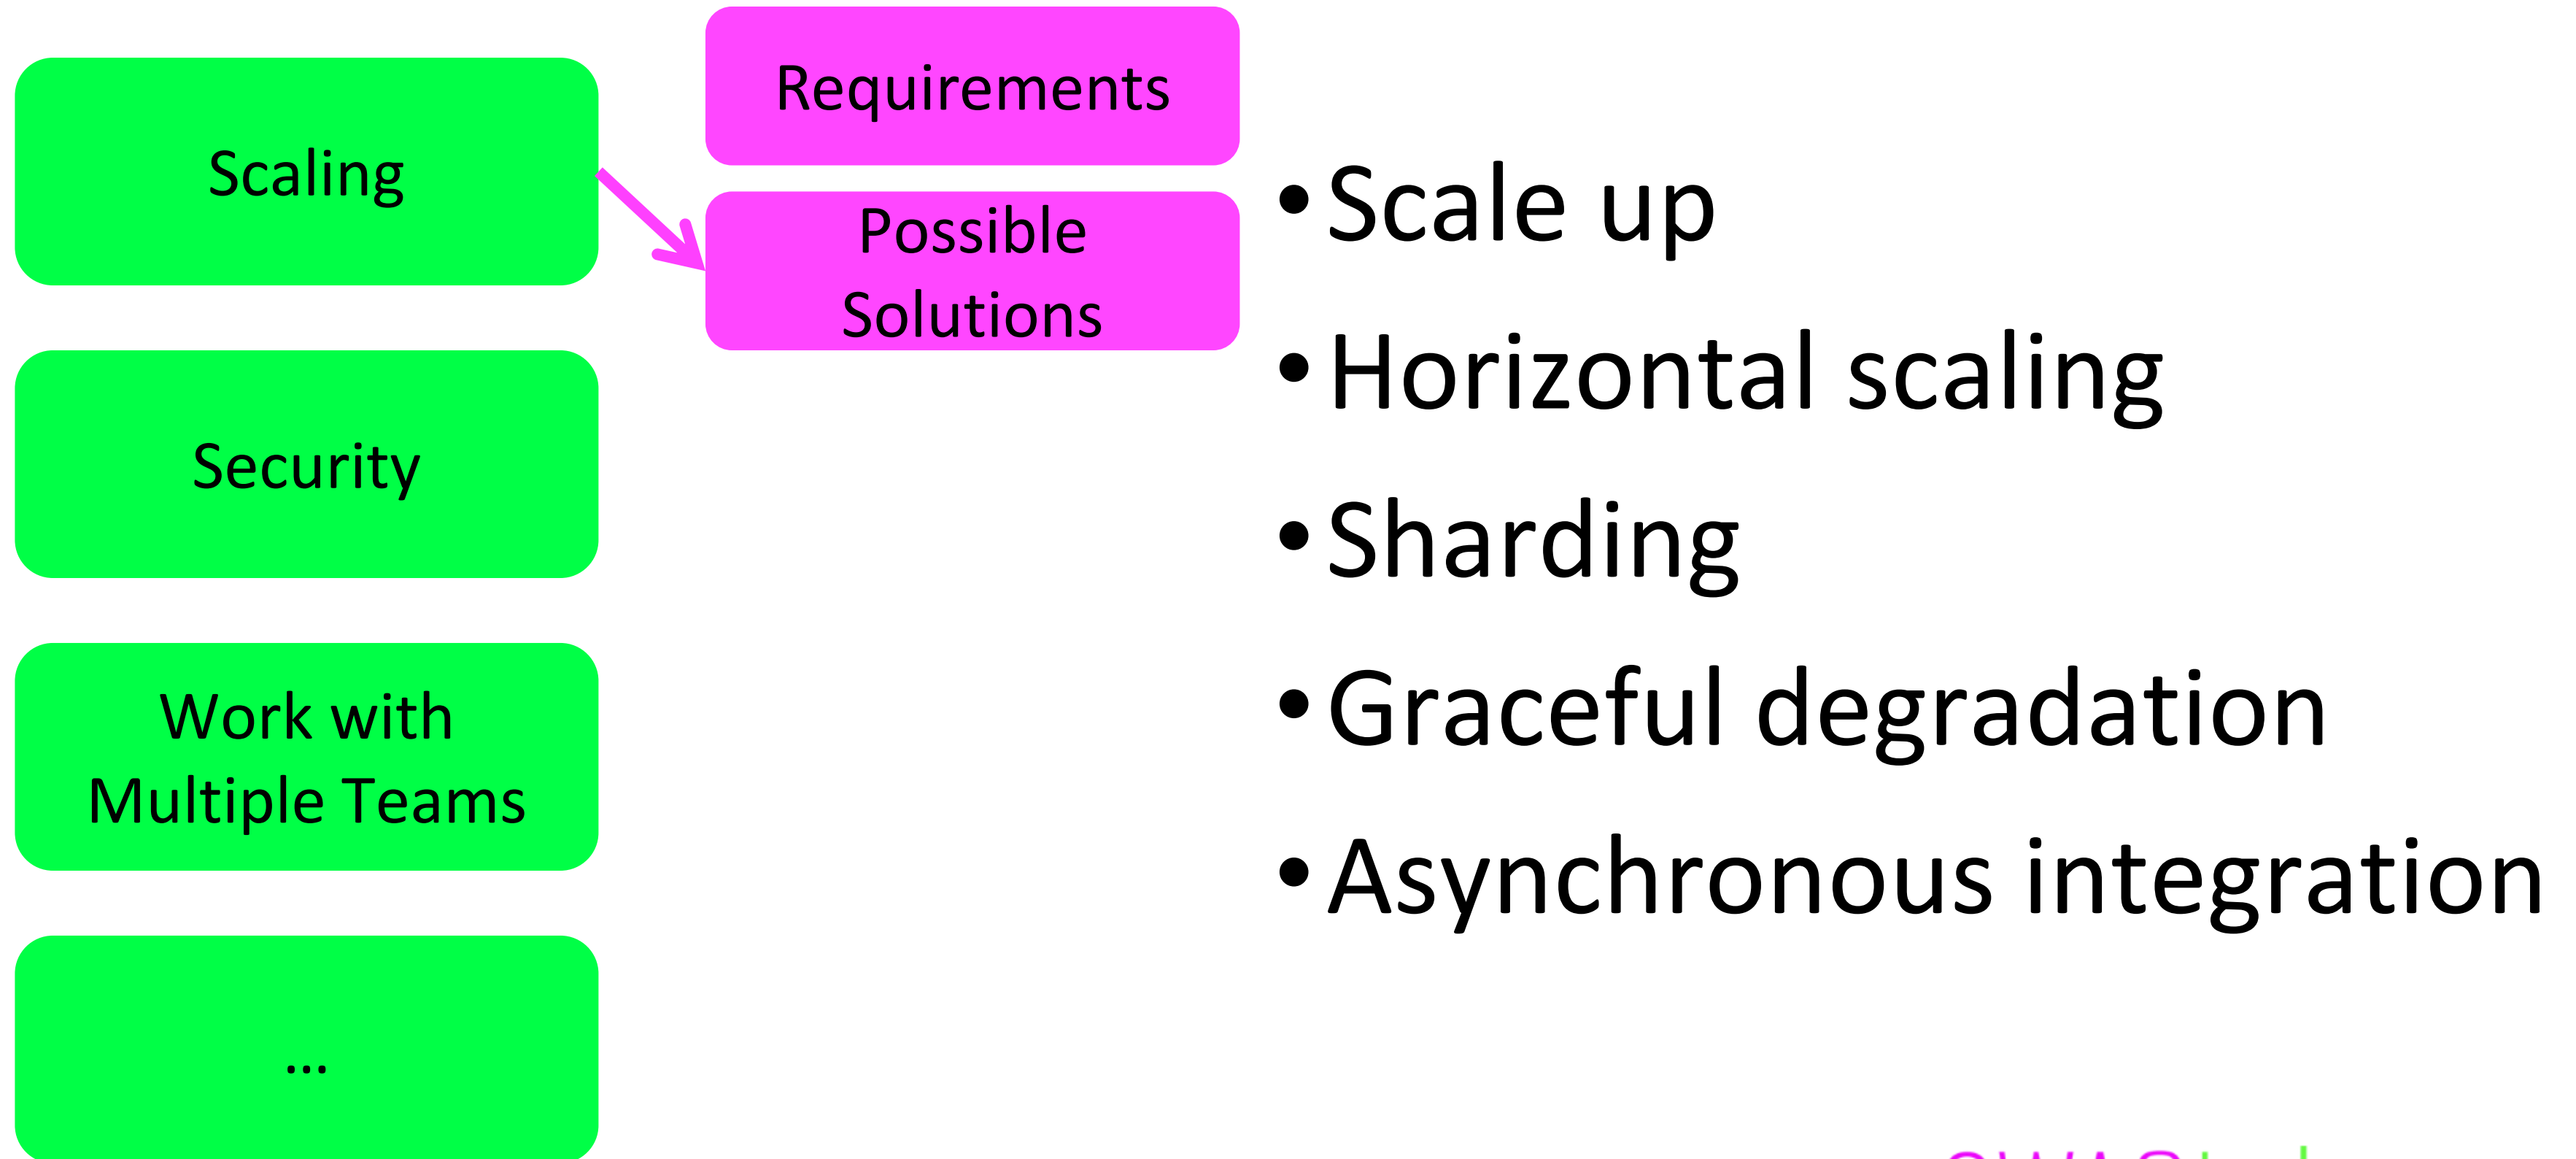 Scaling
Security
Work with
Multiple Teams
...
Requirements
Possible
Solutions
• Scale up
• Horizontal scaling
• Sharding
• Graceful degradation
• Asynchronous integration